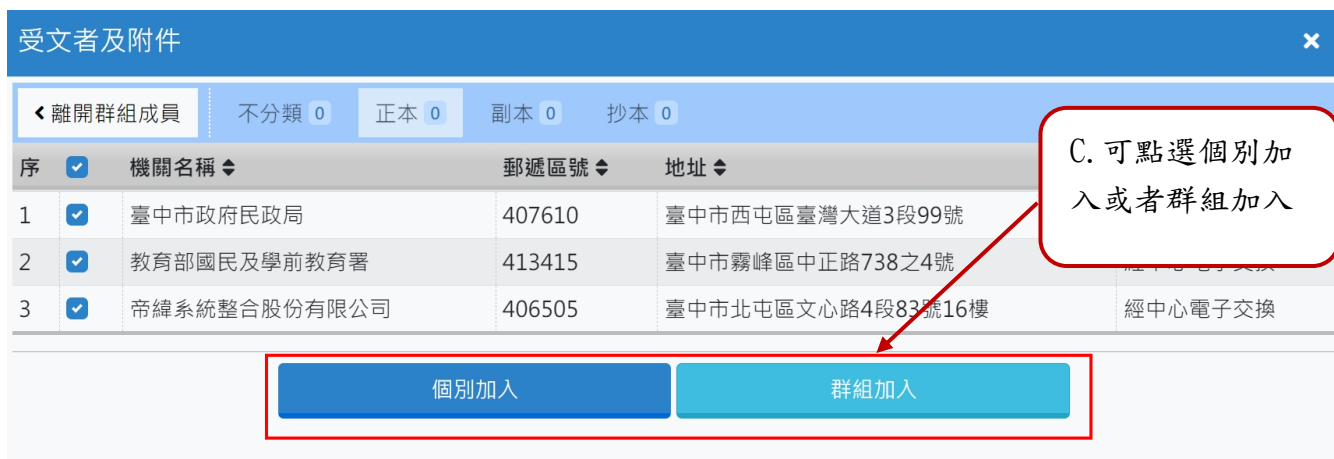 受文者及附件
離開群組成員 不分類 0 正本 0 副本 0 抄本 0
C.可點選個別加
入或者群組加入
序 機關名稱 郵遞區號 地址
1 臺中市政府民政局 407610 臺中市西屯區臺灣大道3段99號
2 教育部國民及學前教育署 413415 臺中市霧峰區中正路738之4號
3 帝緯系統整合股份有限公司 406505 臺中市北屯區文心路4段83號16樓 經中心電子交換
個別加入 群組加入